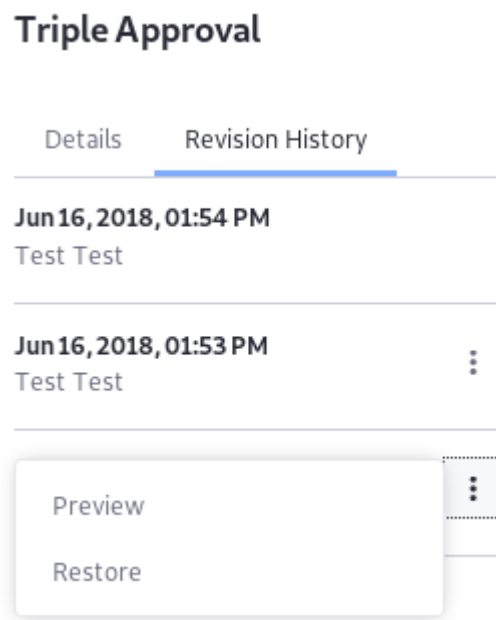 Triple Approval
Details Revision History
Jun 16, 2018, 01:54 PM
Test Test
Jun 16, 2018, 01:53 PM
Test Test
Preview
Restore